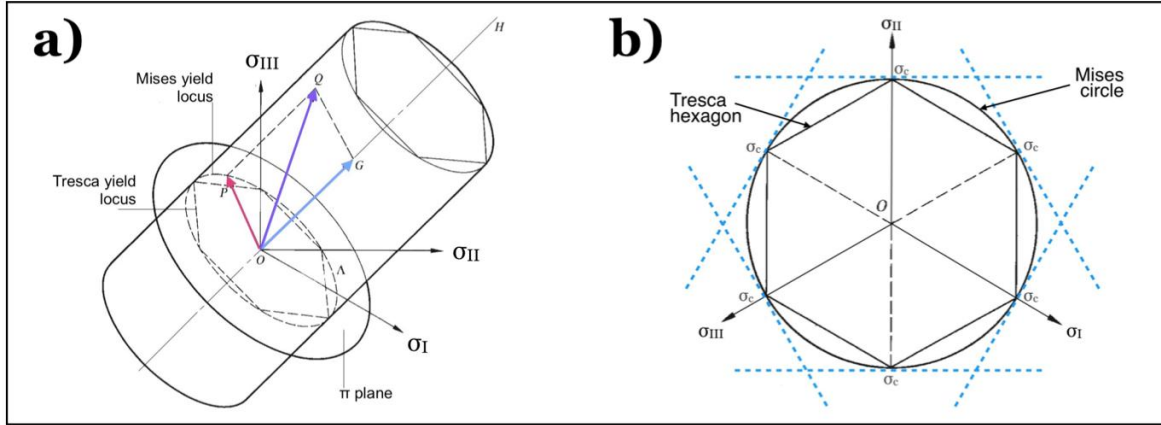 a)
H
σIII
Q
Mises yield
locus
Tresca yield
locus
G
P
O
σII
Λ
σI
π plane
b)
σII
σc
Mises
circle
Tresca
hexagon
σc
σc
O
σc
σc
σIII
σI
σc